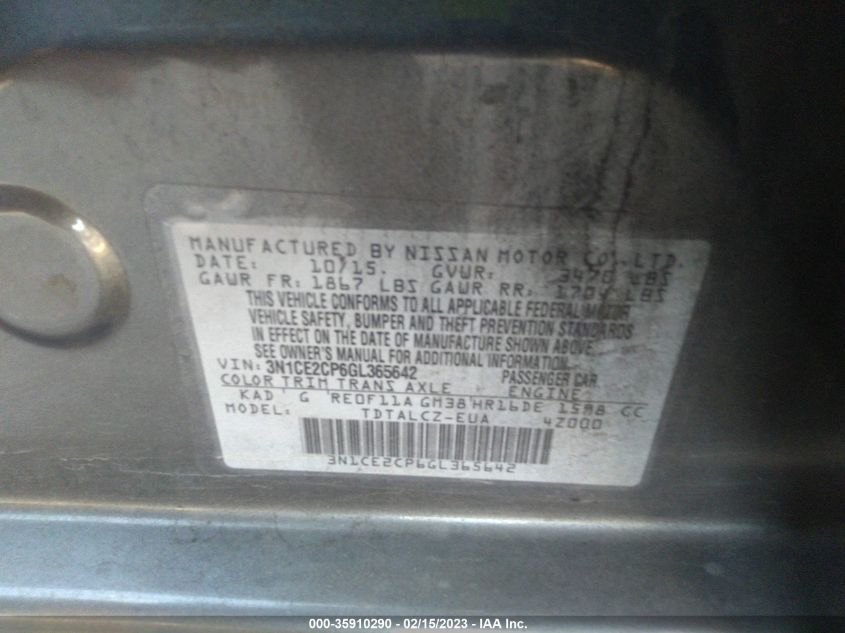 MANUFACTURED BY NISSAN MOTOR CO.,LTD.
DATE: 10/15. GVWR: 3470 LBS
GAWR FR: 1867 LBS GAWR RR: 1704 LBS
THIS VEHICLE CONFORMS TO ALL APPLICABLE FEDERAL MOTOR
VEHICLE SAFETY, BUMPER AND THEFT PREVENTION STANDARDS
IN EFFECT ON THE DATE OF MANUFACTURE SHOWN ABOVE.
SEE OWNER'S MANUAL FOR ADDITIONAL INFORMATION.
VIN: 3N1CE2CP6GL365642 PASSENGER CAR
COLOR TRIM TRANS AXLE ENGINE
KAD G RE0F11A GM38 HR16DE 1598 CC
MODEL: TDTALCZ-EUA 42000
3N1CE2CP6GL365642
000-35910290 - 02/15/2023 - IAA Inc.